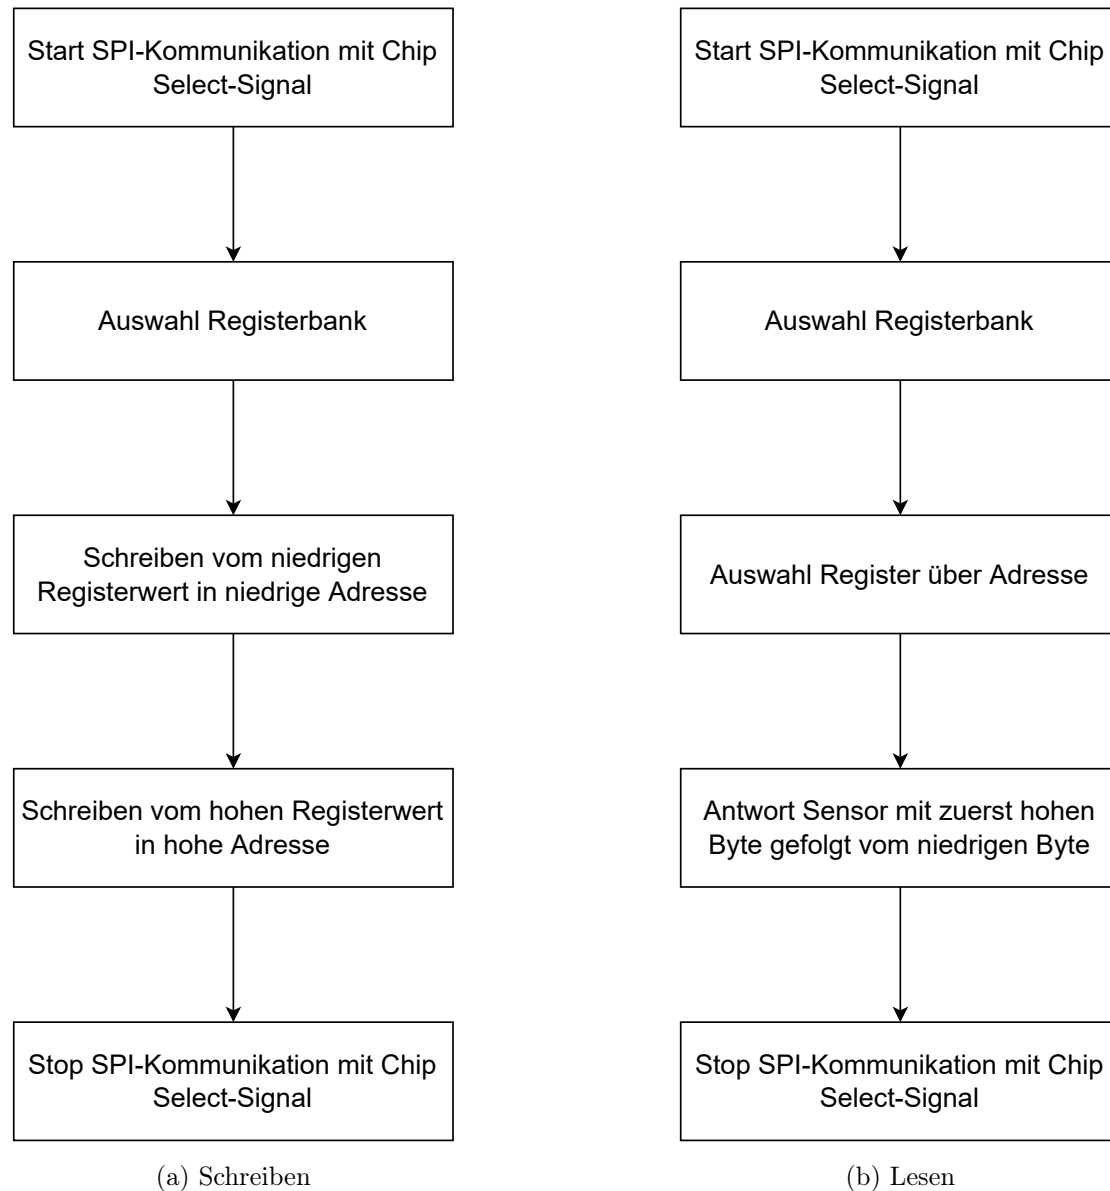 Start SPI-Kommunikation mit Chip
Select-Signal
Auswahl Registerbank
Schreiben vom niedrigen
Registerwert in niedrige Adresse
Schreiben vom hohen Registerwert
in hohe Adresse
Stop SPI-Kommunikation mit Chip
Select-Signal
(a) Schreiben
Start SPI-Kommunikation mit Chip
Select-Signal
Auswahl Registerbank
Auswahl Register über Adresse
Antwort Sensor mit zuerst hohen
Byte gefolgt vom niedrigen Byte
Stop SPI-Kommunikation mit Chip
Select-Signal
(b) Lesen